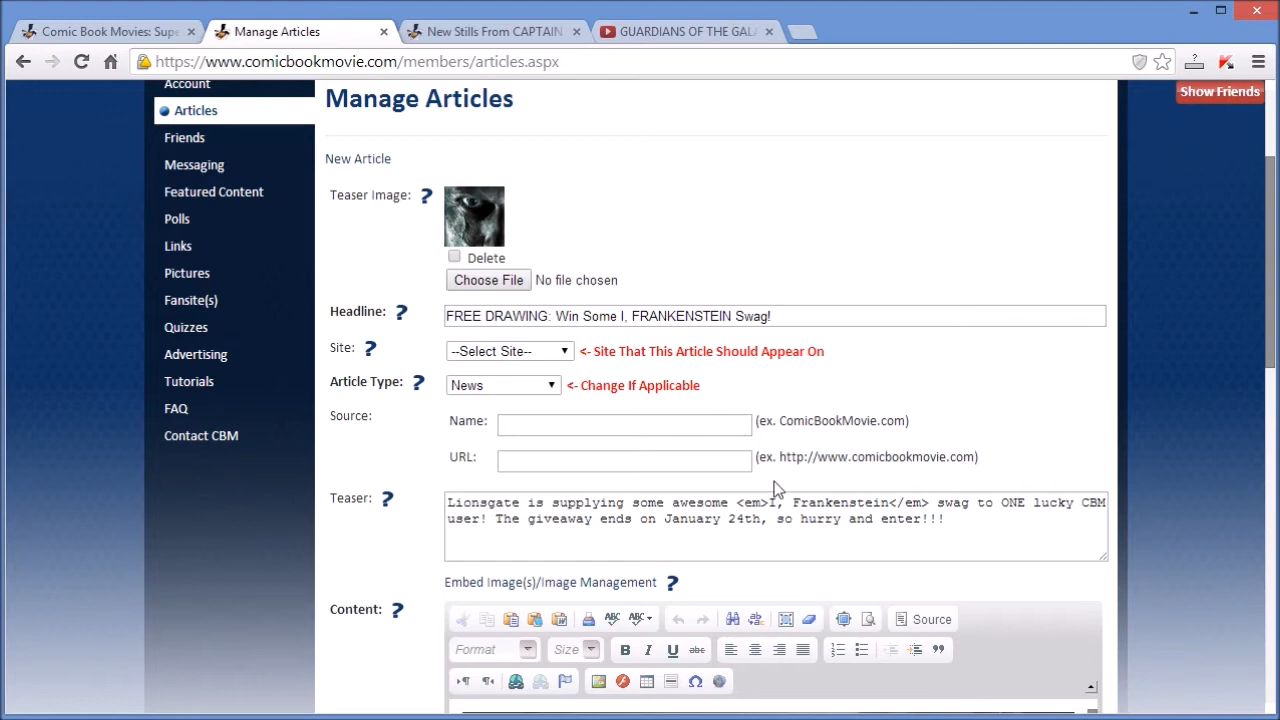 Comic Book Movies: Supe
Manage Articles
New Stills From CAPTAIN
GUARDIANS OF THE GAL
https://www.comicbookmovie.com/members/articles.aspx
Account
Articles
Friends
Messaging
Featured Content
Polls
Links
Pictures
Fansite(s)
Quizzes
Advertising
Tutorials
FAQ
Contact CBM
Show Friends
Manage Articles
New Article
Teaser Image: ?
Delete
Choose File No file chosen
Headline: ? FREE DRAWING: Win Some I, FRANKENSTEIN Swag!
Site: ? --Select Site-- <- Site That This Article Should Appear On
Article Type: ? News <- Change If Applicable
Source: Name: (ex. ComicBookMovie.com)
URL: (ex. http://www.comicbookmovie.com)
Teaser: ? Lionsgate is supplying some awesome <em>I, Frankenstein</em> swag to ONE lucky CBM
user! The giveaway ends on January 24th, so hurry and enter!!!
Embed Image(s)/Image Management ?
Content: ? ABC ABC Source
Format Size B I U abc